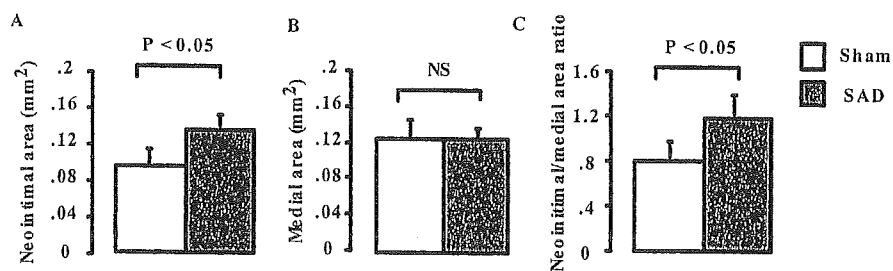 A
P < 0.05
Neointimal area (mm²)
.2
.16
.12
.08
.04
0
B
NS
Medial area (mm²)
.2
.16
.12
.08
.04
0
C
P < 0.05
Neoinitimal/medial area ratio
1.6
1.2
.8
.4
0
Sham
SAD